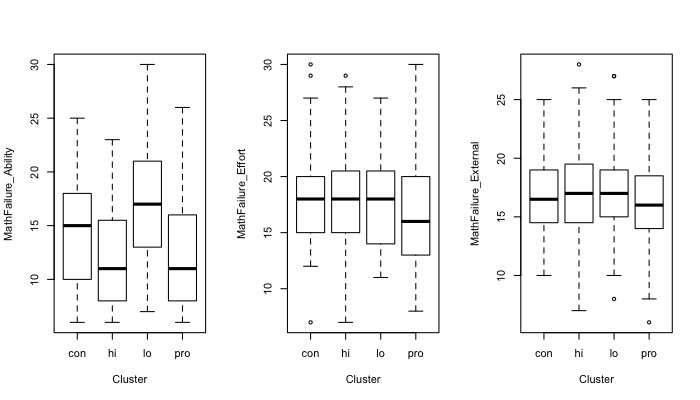 MathFailure_Ability
30
25
20
15
10
con hi lo pro
Cluster
MathFailure_Effort
30
25
20
15
10
con hi lo pro
Cluster
MathFailure_External
25
20
15
10
con hi lo pro
Cluster